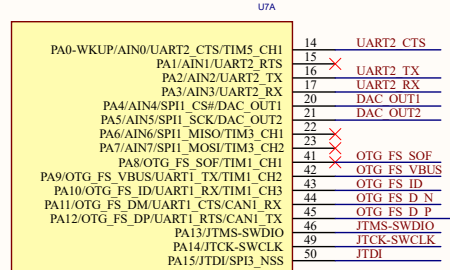 U7A
PA0-WKUP/AIN0/UART2_CTS/TIM5_CH1 14 UART2_CTS
PA1/AIN1/UART2_RTS 15
PA2/AIN2/UART2_TX 16 UART2_TX
PA3/AIN3/UART2_RX 17 UART2_RX
PA4/AIN4/SPI1_CS#/DAC_OUT1 20 DAC_OUT1
PA5/AIN5/SPI1_SCK/DAC_OUT2 21 DAC_OUT2
PA6/AIN6/SPI1_MISO/TIM3_CH1 22
PA7/AIN7/SPI1_MOSI/TIM3_CH2 23
PA8/OTG_FS_SOF/TIM1_CH1 41 OTG_FS_SOF
PA9/OTG_FS_VBUS/UART1_TX/TIM1_CH2 42 OTG_FS_VBUS
PA10/OTG_FS_ID/UART1_RX/TIM1_CH3 43 OTG_FS_ID
PA11/OTG_FS_DM/UART1_CTS/CAN1_RX 44 OTG_FS_D_N
PA12/OTG_FS_DP/UART1_RTS/CAN1_TX 45 OTG_FS_D_P
PA13/JTMS-SWDIO 46 JTMS-SWDIO
PA14/JTCK-SWCLK 49 JTCK-SWCLK
PA15/JTDI/SPI3_NSS 50 JTDI